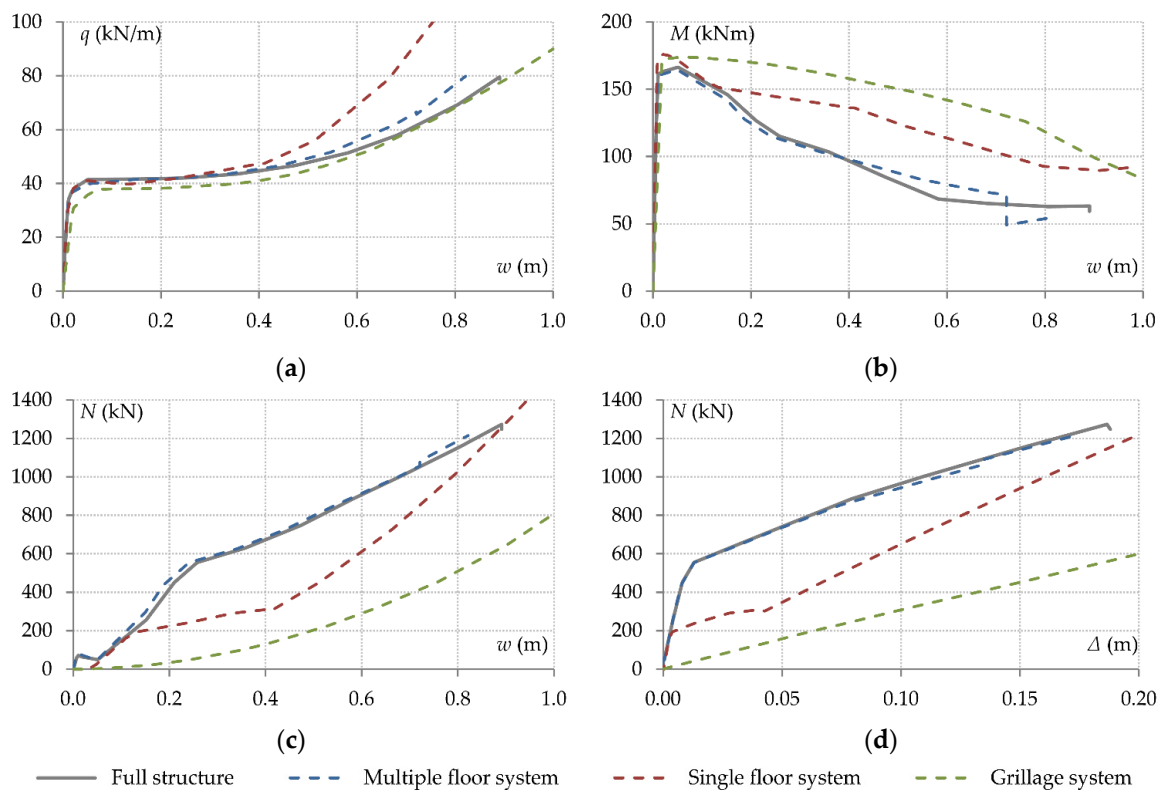 q (kN/m)
100
80
60
40
20
0
0.0 0.2 0.4 0.6 0.8 1.0
w (m)
(a)
M (kNm)
200
150
100
50
0
0.0 0.2 0.4 0.6 0.8 1.0
w (m)
(b)
N (kN)
1400
1200
1000
800
600
400
200
0
0.0 0.2 0.4 0.6 0.8 1.0
w (m)
(c)
N (kN)
1400
1200
1000
800
600
400
200
0
0.00 0.05 0.10 0.15 0.20
Δ (m)
(d)
Full structure Multiple floor system Single floor system Grillage system